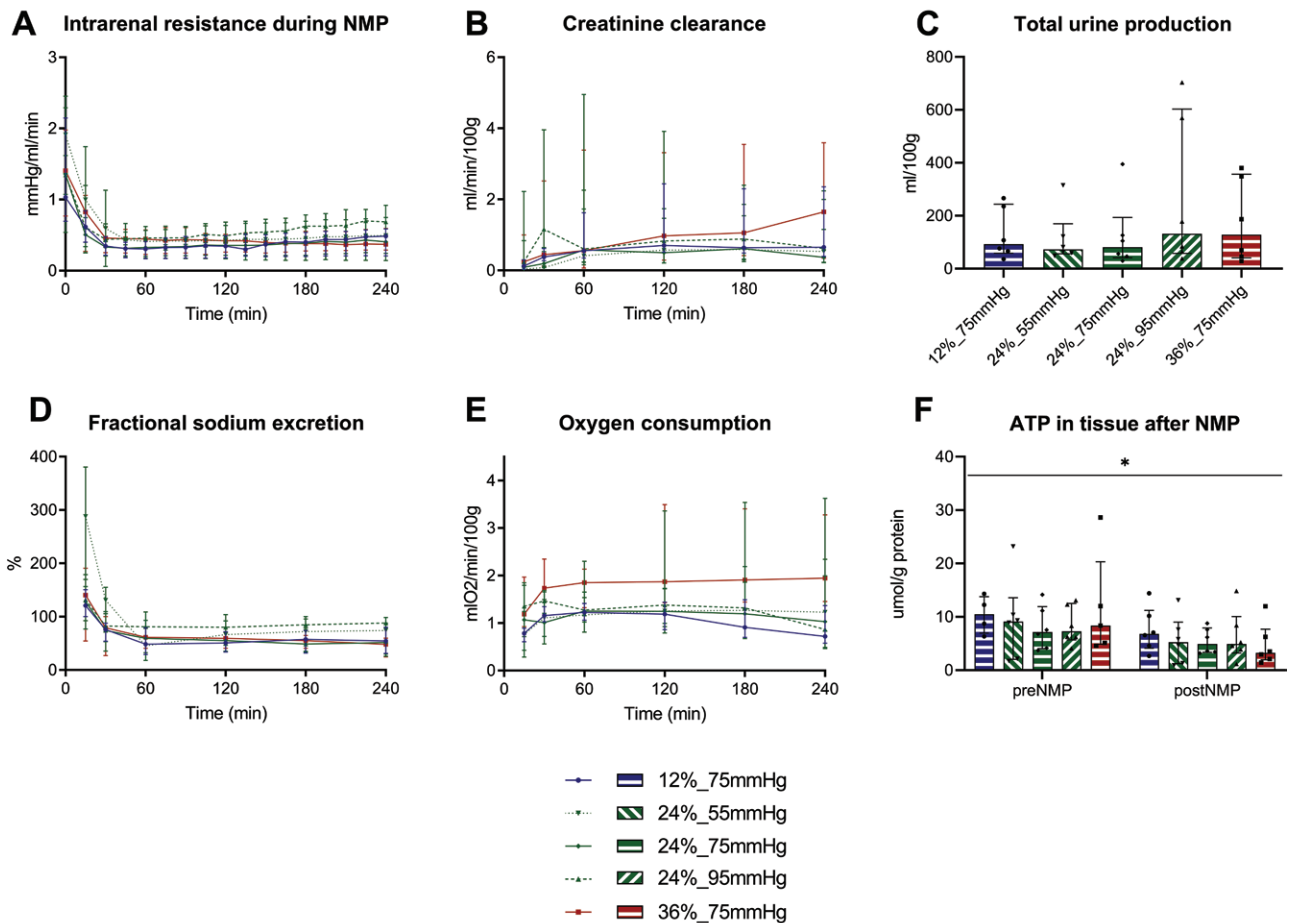 A Intrarenal resistance during NMP
mmHg/ml/min
3
2
1
0
0 60 120 180 240
Time (min)
B Creatinine clearance
ml/min/100g
6
4
2
0
0 60 120 180 240
Time (min)
C Total urine production
ml/100g
800
600
400
200
0
12%_75mmHg
24%_55mmHg
24%_75mmHg
24%_95mmHg
36%_75mmHg
D Fractional sodium excretion
%
400
300
200
100
0
0 60 120 180 240
Time (min)
E Oxygen consumption
mlO2/min/100g
4
3
2
1
0
0 60 120 180 240
Time (min)
F ATP in tissue after NMP
umol/g protein
40
30
20
10
0
*
preNMP postNMP
12%_75mmHg
24%_55mmHg
24%_75mmHg
24%_95mmHg
36%_75mmHg